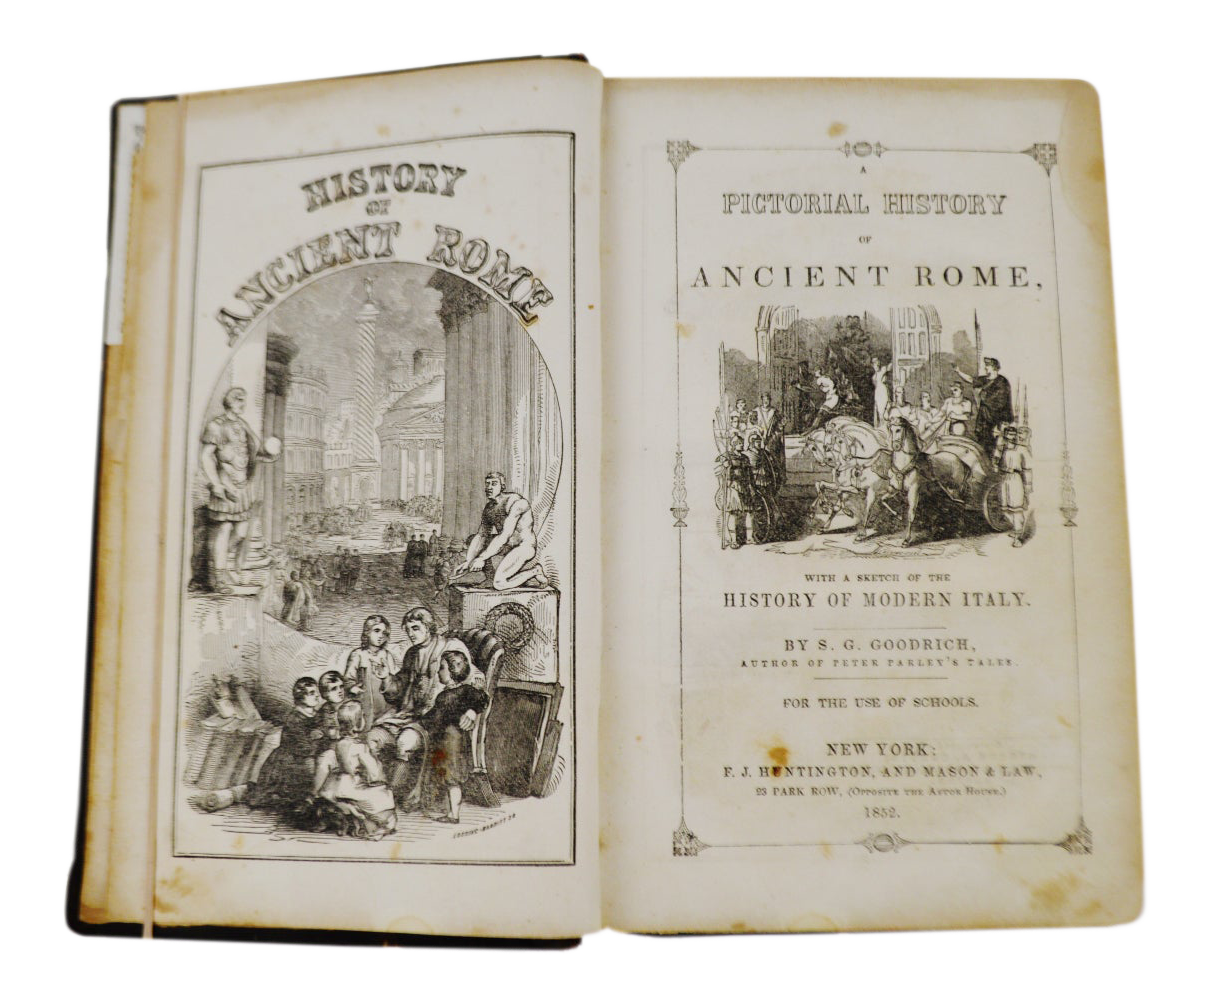 HISTORY
OF
ANCIENT ROME
A
PICTORIAL HISTORY
OF
ANCIENT ROME,
WITH A SKETCH OF THE
HISTORY OF MODERN ITALY.
BY S. G. GOODRICH,
AUTHOR OF PETER PARLEY'S TALES.
FOR THE USE OF SCHOOLS.
NEW YORK:
F. J. HUNTINGTON, AND MASON & LAW,
23 PARK ROW, (OPPOSITE THE ASTOR HOUSE.)
1852.